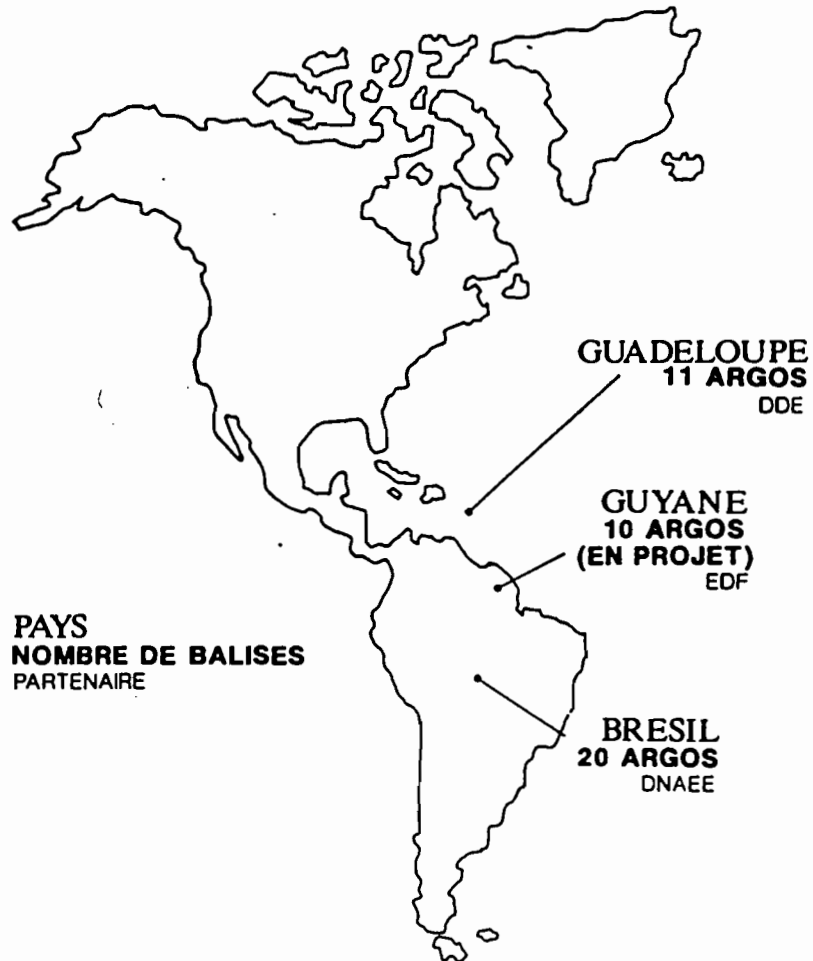 GUADELOUPE
11 ARGOS
DDE
GUYANE
10 ARGOS
(EN PROJET)
EDF
PAYS
NOMBRE DE BALISES
PARTENAIRE
BRESIL
20 ARGOS
DNAEE